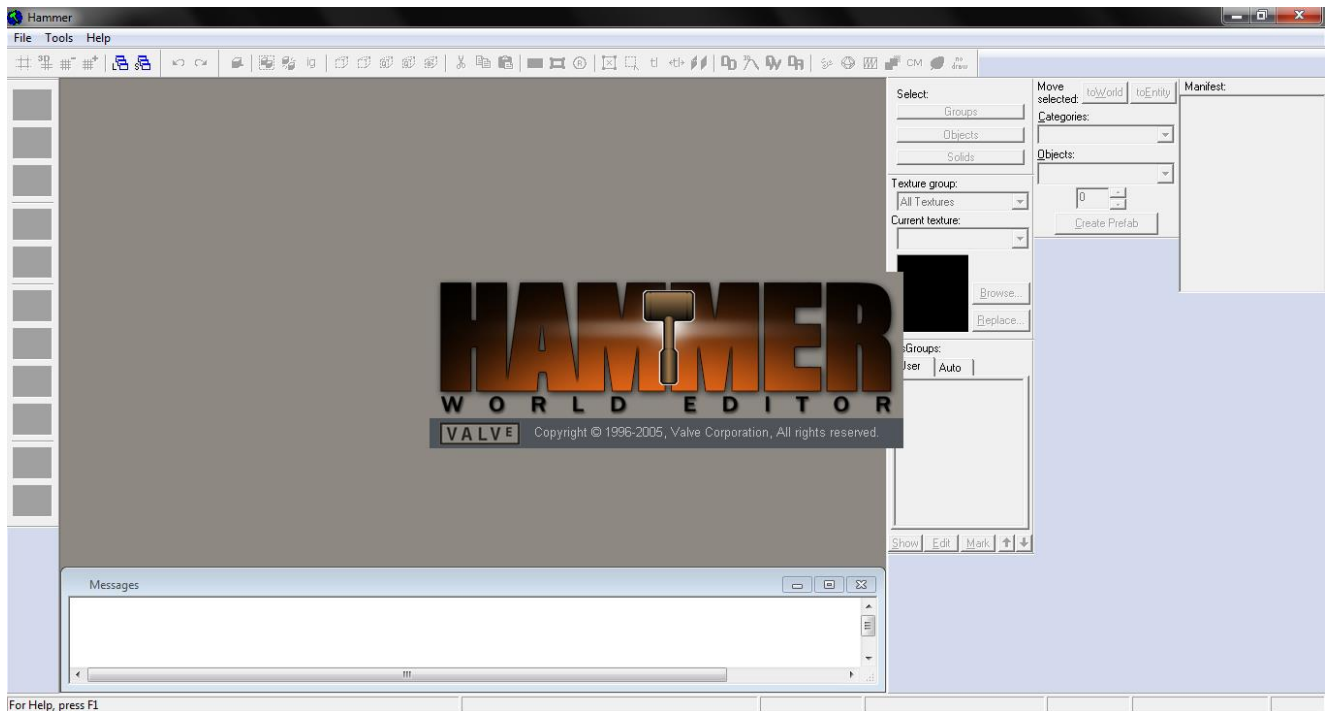 Hammer
File Tools Help
CM
Select:
Groups
Objects
Solids
Texture group:
All Textures
Current texture:
Browse...
Replace...
sGroups:
User Auto
Show Edit Mark
Move
selected: toWorld toEntity
Categories:
Objects:
0
Create Prefab
Manifest:
HAMMER
WORLD EDITOR
VALVE Copyright © 1996-2005, Valve Corporation, All rights reserved.
Messages
For Help, press F1